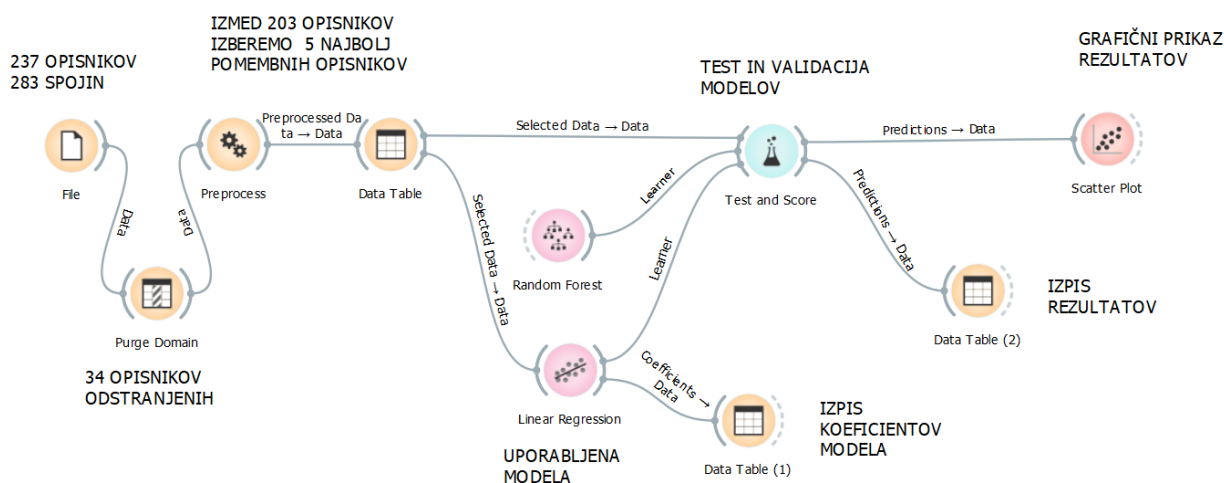 237 OPISNIKOV
283 SPOJIN
IZMED 203 OPISNIKOV
IZBEREMO 5 NAJBOLJ
POMEMBNIH OPISNIKOV
TEST IN VALIDACIJA
MODELOV
GRAFIČNI PRIKAZ
REZULTATOV
File
Data
Data
Preprocess
Preprocessed Da
ta → Data
Data Table
Selected Data → Data
Selected Data → Data
Learner
Learner
Test and Score
Predictions → Data
Predictions → Data
Scatter Plot
Random Forest
Purge Domain
34 OPISNIKOV
ODSTRANJENIH
Linear Regression
UPORABLJENA
MODELA
Coefficients →
Data
Data Table (1)
IZPIS
KOEFICIENTOV
MODELA
Data Table (2)
IZPIS
REZULTATOV